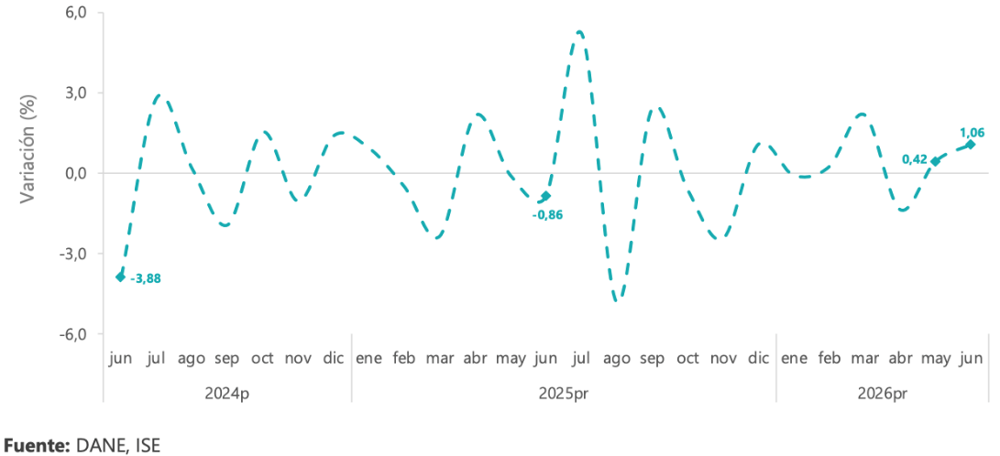 6,0
3,0
0,0
-3,0
-6,0
Variación (%)
-3,88
-0,86
0,42
1,06
jun jul ago sep oct nov dic ene feb mar abr may jun jul ago sep oct nov dic ene feb mar abr may jun
2024p 2025pr 2026pr
Fuente: DANE, ISE